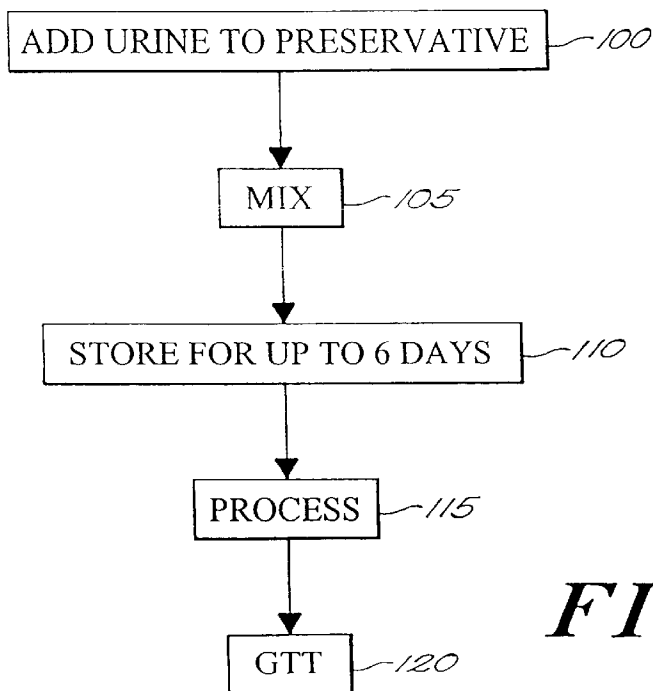 ADD URINE TO PRESERVATIVE 100
MIX 105
STORE FOR UP TO 6 DAYS 110
PROCESS 115
FI
GTT 120